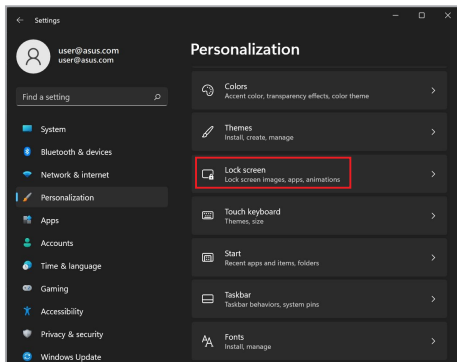 Settings
user@asus.com
user@asus.com
Find a setting
System
Bluetooth & devices
Network & internet
Personalization
Apps
Accounts
Time & language
Gaming
Accessibility
Privacy & security
Windows Update
Personalization
Colors
Accent color, transparency effects, color theme
Themes
Install, create, manage
Lock screen
Lock screen images, apps, animations
Touch keyboard
Themes, size
Start
Recent apps and items, folders
Taskbar
Taskbar behaviors, system pins
Fonts
Install, manage